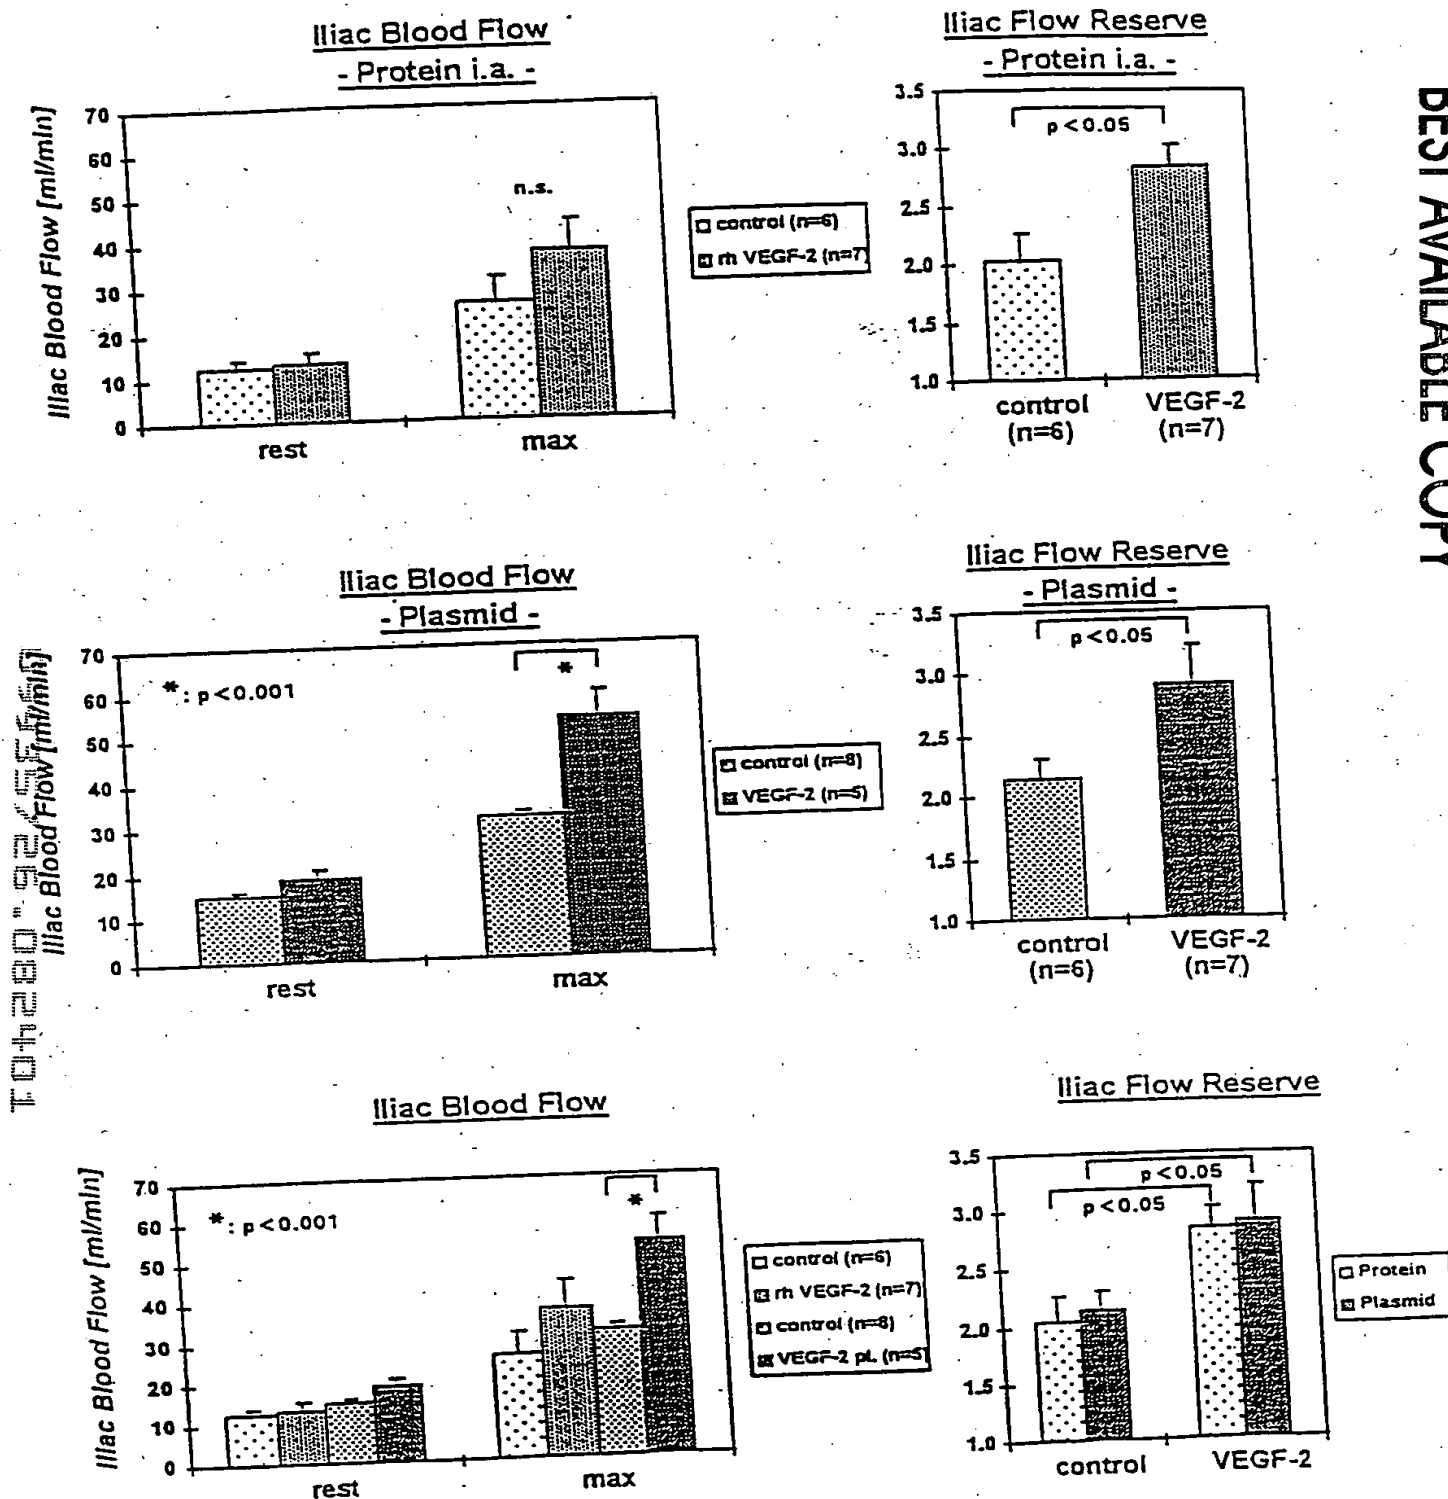 Iliac Blood Flow
- Protein i.a. -
Iliac Blood Flow [ml/min]
70
60
50
40
30
20
10
0
n.s.
rest
max
control (n=6)
rh VEGF-2 (n=7)
Iliac Flow Reserve
- Protein i.a. -
3.5
3.0
2.5
2.0
1.5
1.0
p<0.05
control
(n=6)
VEGF-2
(n=7)
BEST AVAILABLE COPY
Iliac Blood Flow
- Plasmid -
Iliac Blood Flow [ml/min]
70
60
50
40
30
20
10
0
*: p<0.001
*
rest
max
control (n=8)
VEGF-2 (n=5)
Iliac Flow Reserve
- Plasmid -
3.5
3.0
2.5
2.0
1.5
1.0
p<0.05
control
(n=6)
VEGF-2
(n=7)
Iliac Blood Flow
Iliac Blood Flow [ml/min]
70
60
50
40
30
20
10
0
*: p<0.001
*
rest
max
control (n=6)
rh VEGF-2 (n=7)
control (n=8)
VEGF-2 pl. (n=5)
Iliac Flow Reserve
3.5
3.0
2.5
2.0
1.5
1.0
p<0.05
p<0.05
control
VEGF-2
Protein
Plasmid